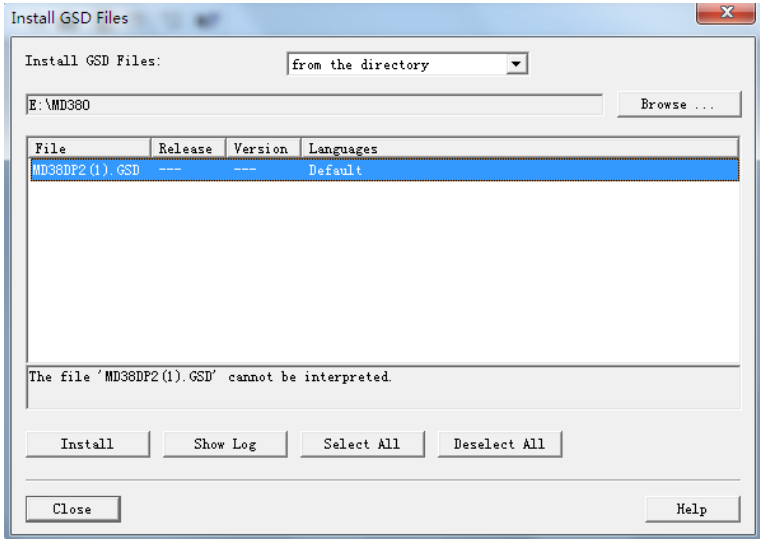 Install GSD Files
Install GSD Files: from the directory
E:\MD380 Browse ...
File Release Version Languages
MD38DP2(1).GSD --- --- Default
The file 'MD38DP2(1).GSD' cannot be interpreted.
Install Show Log Select All Deselect All
Close Help